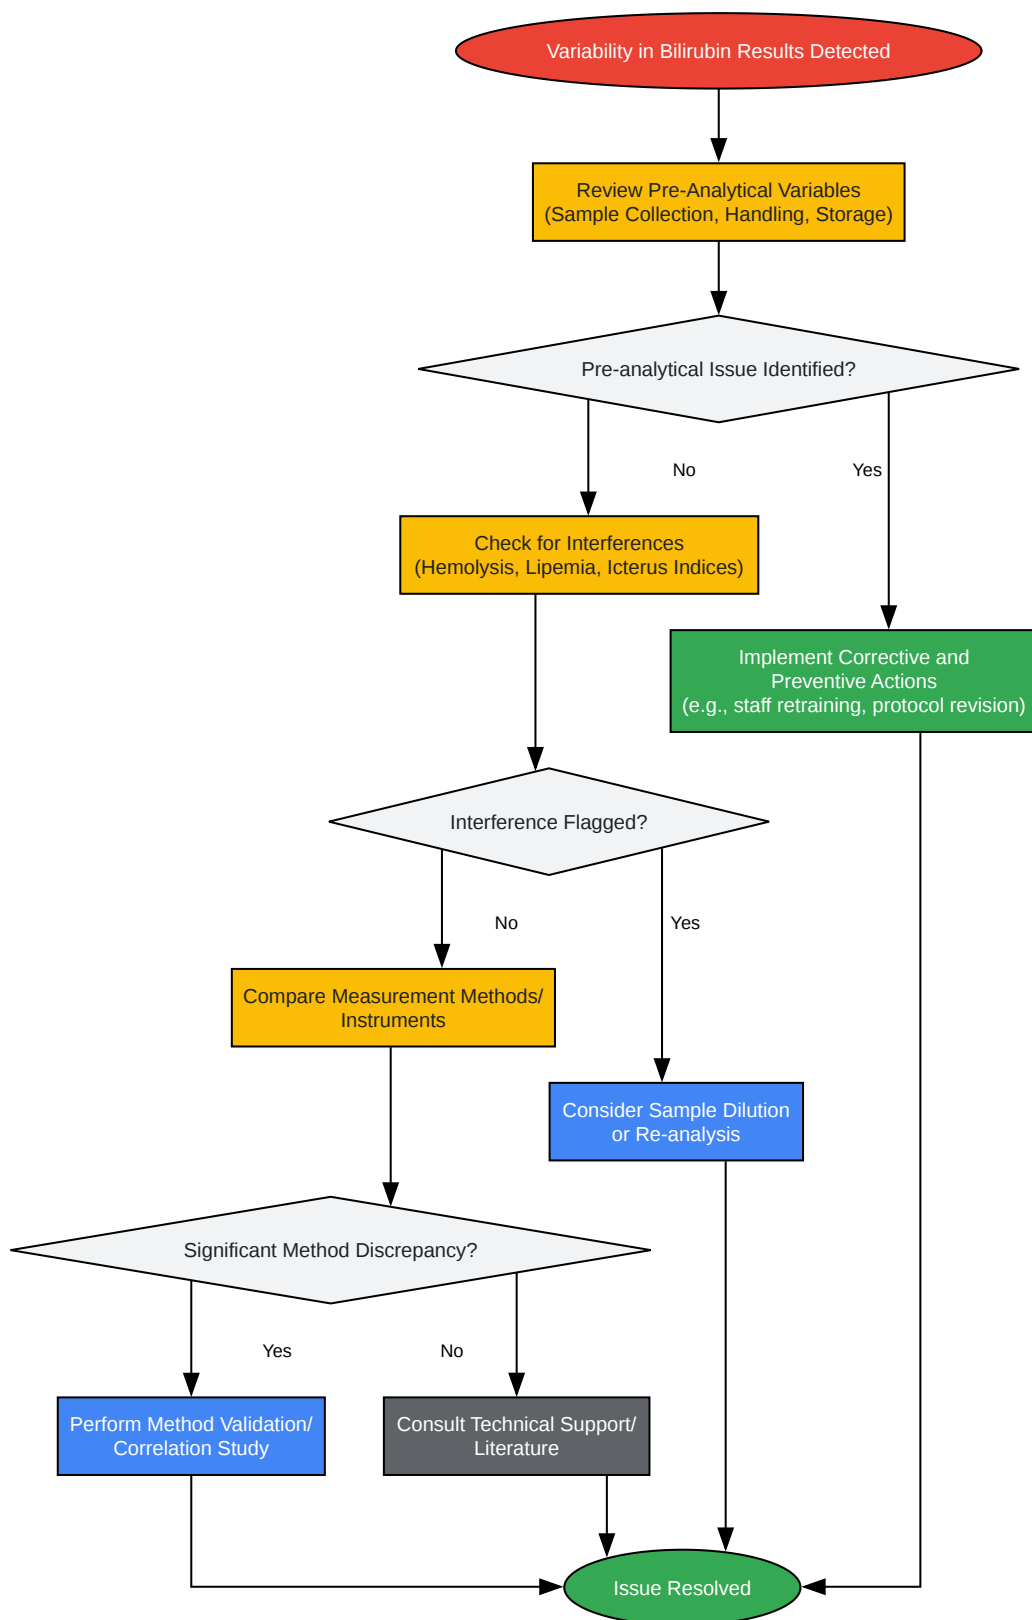 Variability in Bilirubin Results Detected
Review Pre-Analytical Variables
(Sample Collection, Handling, Storage)
Pre-analytical Issue Identified?
No
Yes
Check for Interferences
(Hemolysis, Lipemia, Icterus Indices)
Implement Corrective and
Preventive Actions
(e.g., staff retraining, protocol revision)
Interference Flagged?
No
Yes
Compare Measurement Methods/
Instruments
Consider Sample Dilution
or Re-analysis
Significant Method Discrepancy?
Yes
No
Perform Method Validation/
Correlation Study
Consult Technical Support/
Literature
Issue Resolved